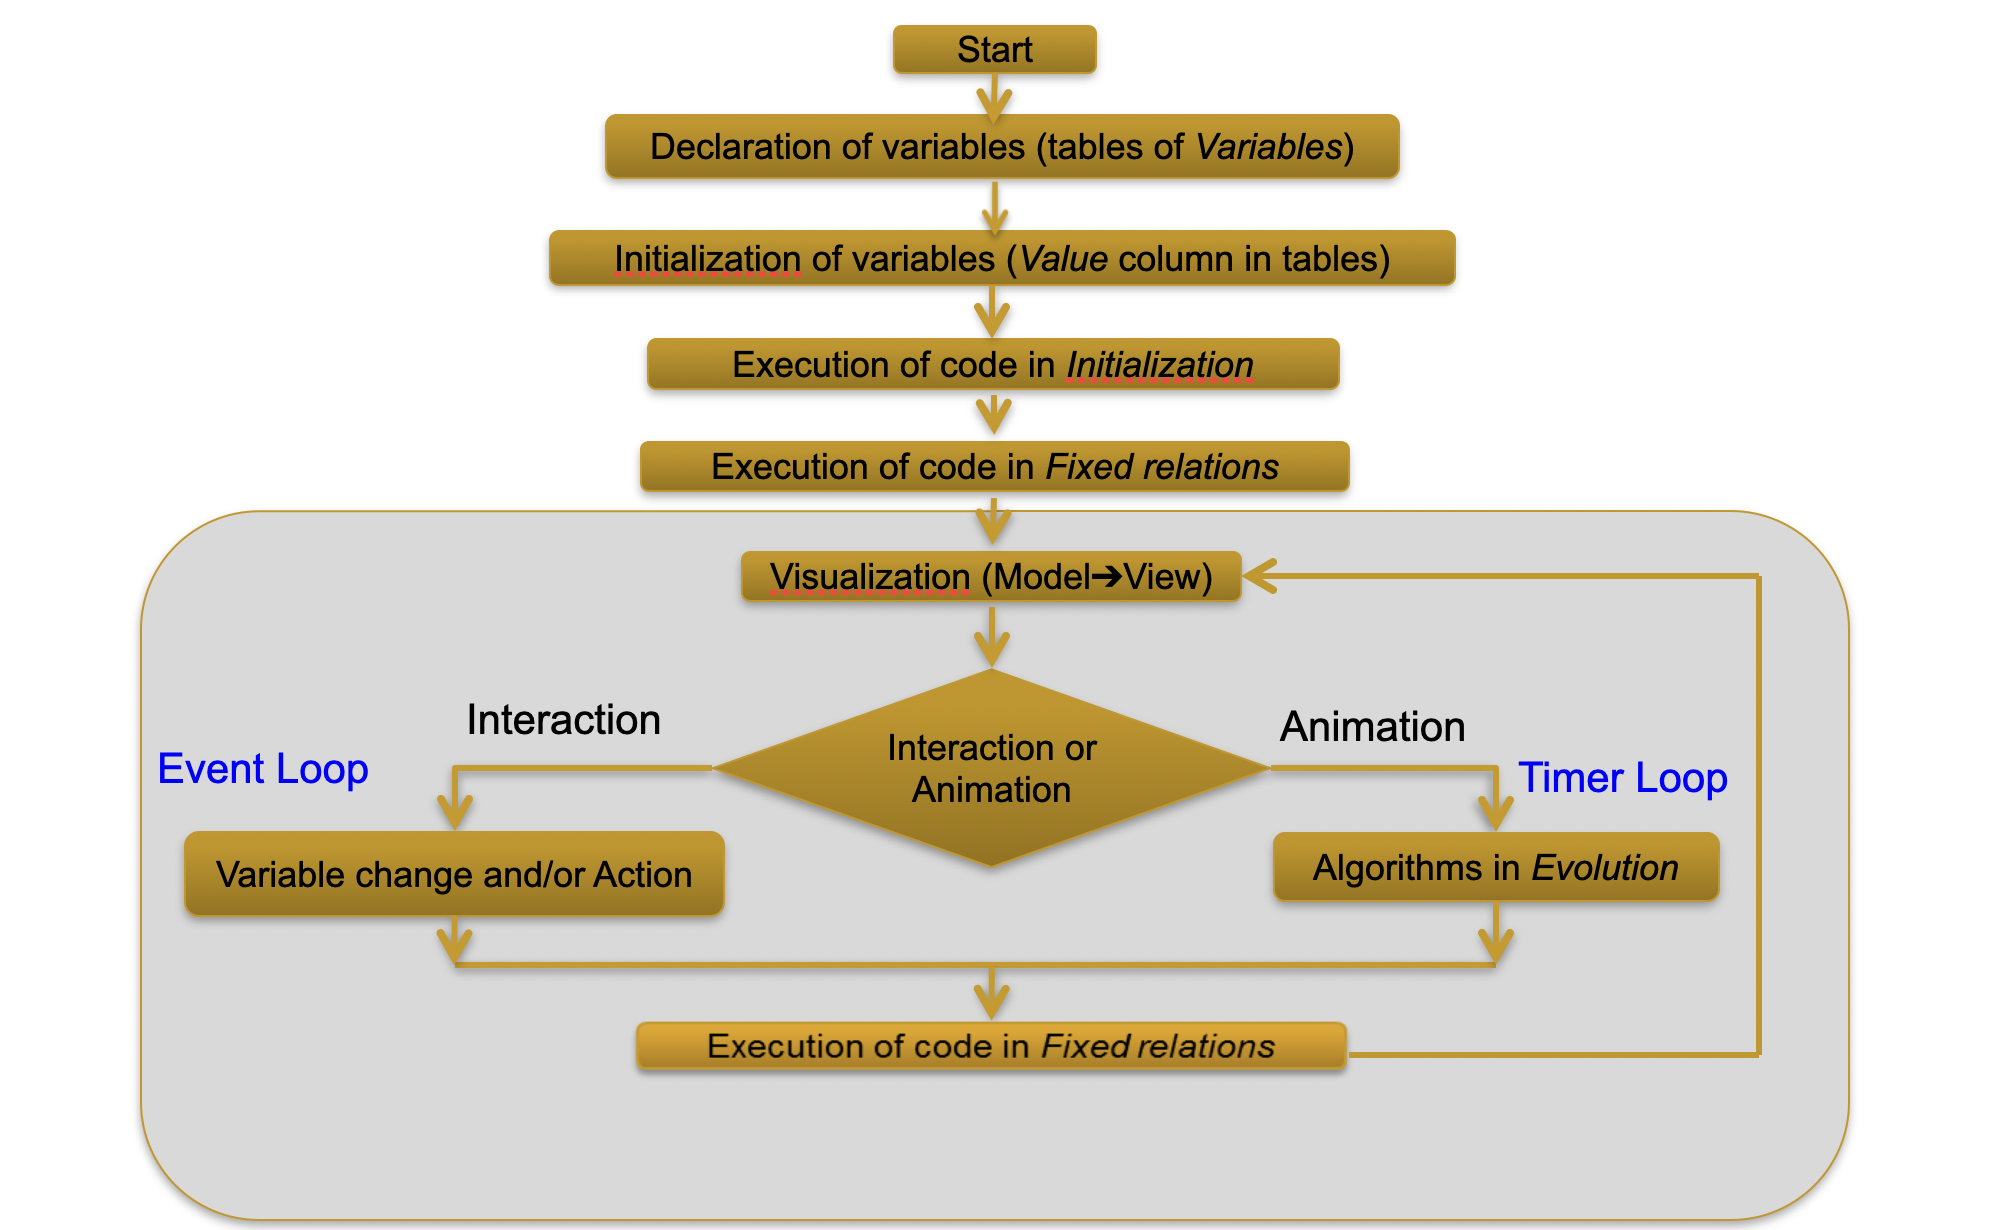 Start
Declaration of variables (tables of Variables)
Initialization of variables (Value column in tables)
Execution of code in Initialization
Execution of code in Fixed relations
Visualization (Model➔View)
Interaction
Animation
Interaction or
Animation
Event Loop
Timer Loop
Variable change and/or Action
Algorithms in Evolution
Execution of code in Fixed relations